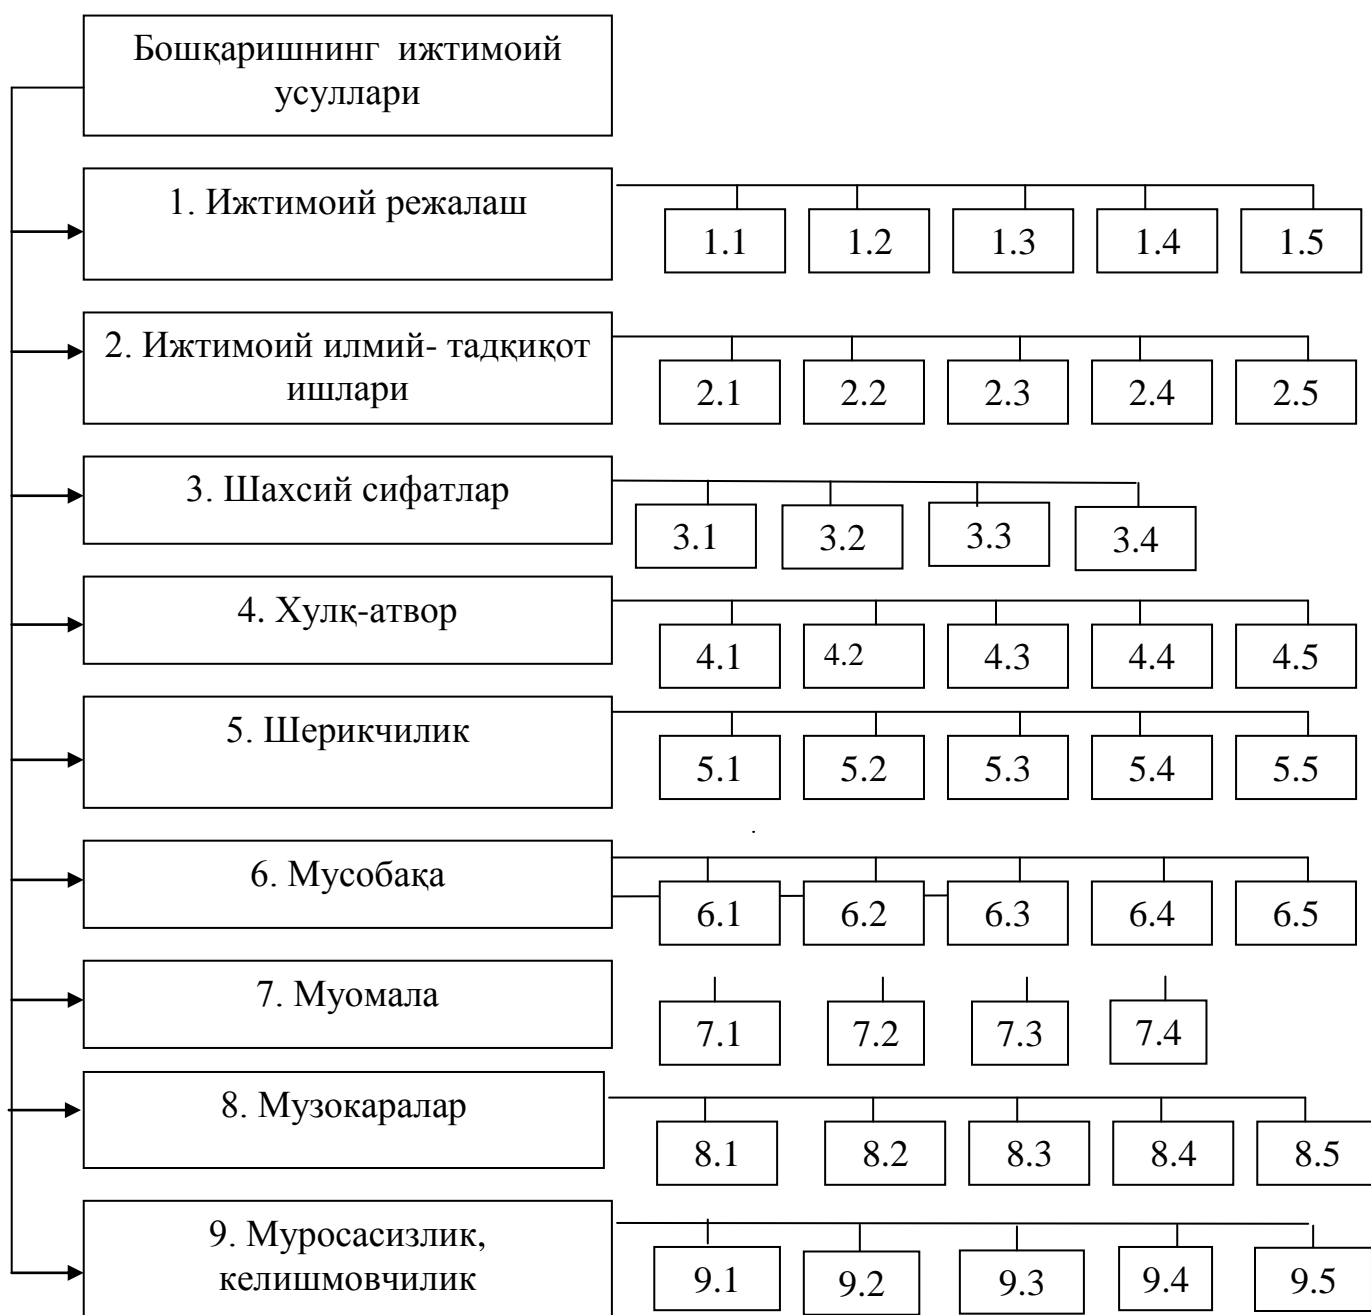 Бошқаришнинг ижтимоий
усуллари
1. Ижтимоий режалаш
1.1 1.2 1.3 1.4 1.5
2. Ижтимоий илмий- тадқиқот
ишлари
2.1 2.2 2.3 2.4 2.5
3. Шахсий сифатлар
3.1 3.2 3.3 3.4
4. Хулқ-атвор
4.1 4.2 4.3 4.4 4.5
5. Шерикчилик
5.1 5.2 5.3 5.4 5.5
6. Мусобақа
6.1 6.2 6.3 6.4 6.5
7. Муомала
7.1 7.2 7.3 7.4
8. Музокаралар
8.1 8.2 8.3 8.4 8.5
9. Муросасизлик,
келишмовчилик
9.1 9.2 9.3 9.4 9.5